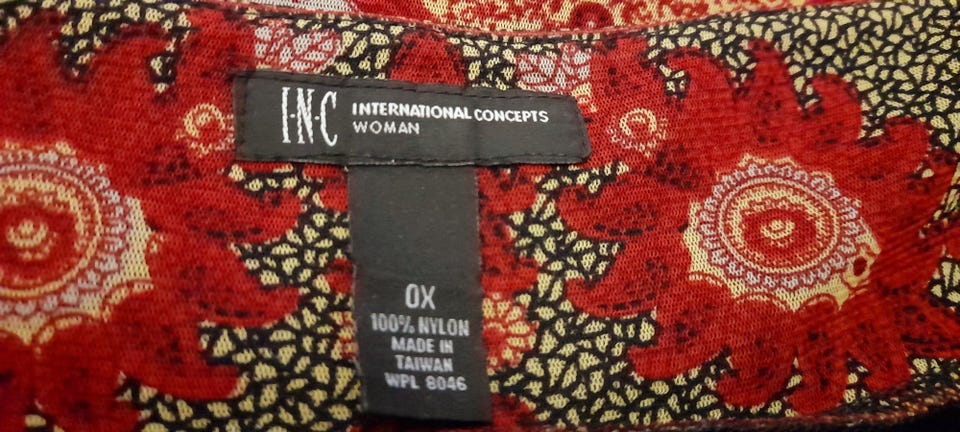 I·N·C INTERNATIONAL CONCEPTS
WOMAN
0X
100% NYLON
MADE IN
TAIWAN
WPL 8046